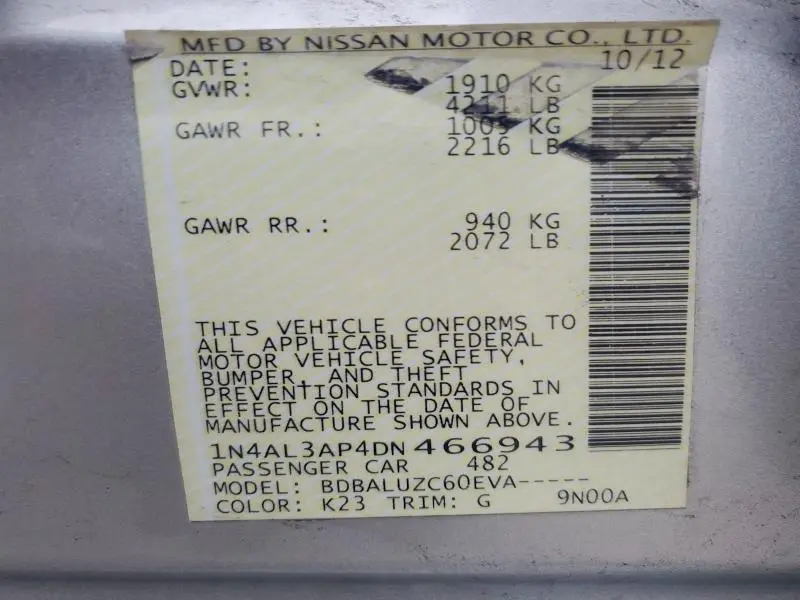 MFD BY NISSAN MOTOR CO., LTD.
DATE: 10/12
GVWR: 1910 KG
4211 LB
GAWR FR.: 1005 KG
2216 LB
GAWR RR.: 940 KG
2072 LB
THIS VEHICLE CONFORMS TO
ALL APPLICABLE FEDERAL
MOTOR VEHICLE SAFETY,
BUMPER, AND THEFT
PREVENTION STANDARDS IN
EFFECT ON THE DATE OF
MANUFACTURE SHOWN ABOVE.
1N4AL3AP4DN466943
PASSENGER CAR 482
MODEL: BDBALUZC60EVA-----
COLOR: K23 TRIM: G 9N00A